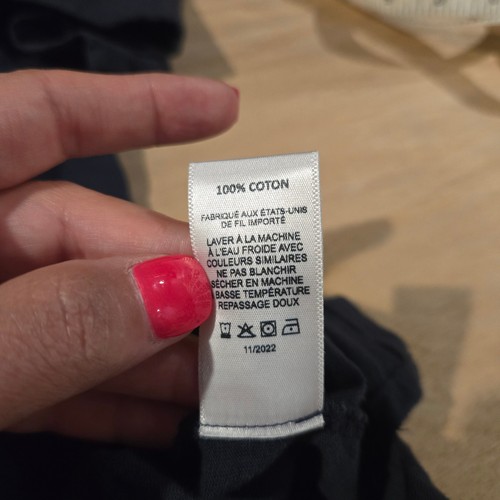 100% COTON
FABRIQUÉ AUX ÉTATS-UNIS
DE FIL IMPORTÉ
LAVER À LA MACHINE
À L'EAU FROIDE AVEC
COULEURS SIMILAIRES
NE PAS BLANCHIR
SÉCHER EN MACHINE
BASSE TEMPÉRATURE
REPASSAGE DOUX
11/2022